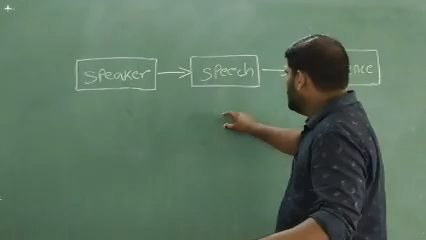 Speaker → Speech →